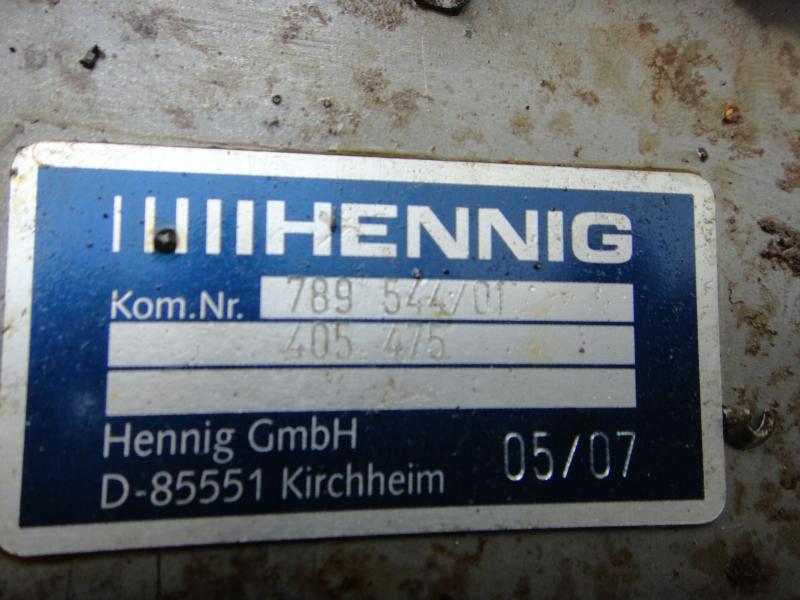 HENNIG
Kom.Nr. 789 544/01
405 475
Hennig GmbH
D-85551 Kirchheim 05/07